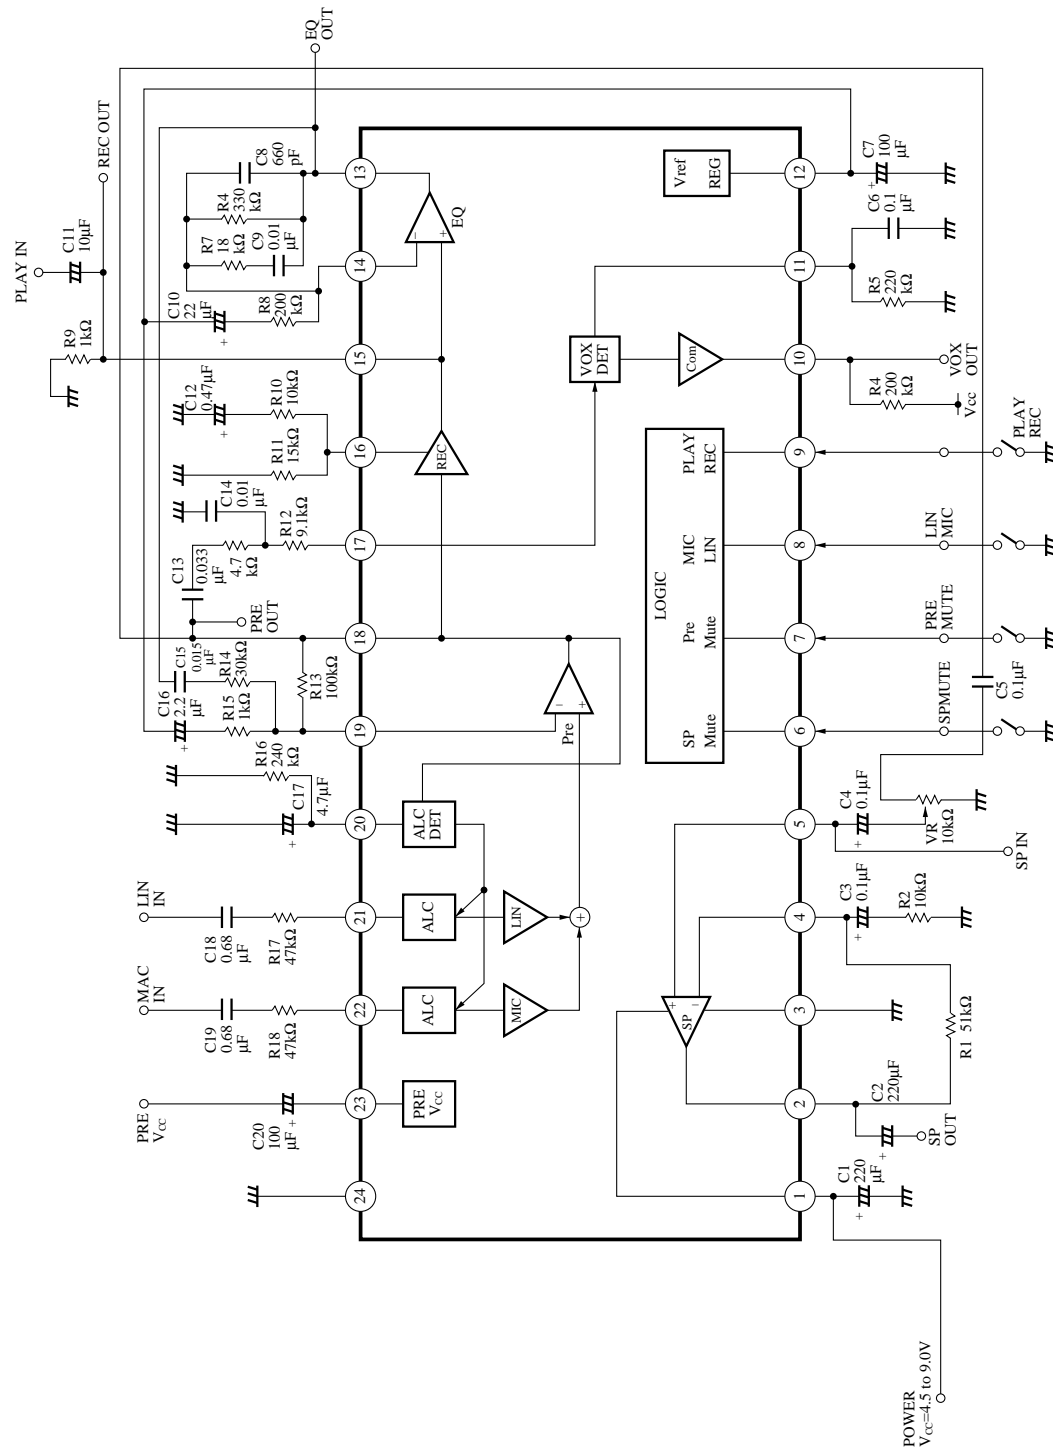 EQ
OUT
REC OUT
PLAY IN
C11
10μF
R9
1kΩ
C8
660
pF
R4
330
kΩ
R7
18
kΩ
C9
0.01
μF
C10
22
μF
+
R8
200
kΩ
C12
0.47μF
+
R10
10kΩ
R11
15kΩ
C14
0.01
μF
C13
0.033
μF
4.7
kΩ
R12
9.1kΩ
PRE
OUT
C15
0.015
μF
C16
2.2
μF
+
R14
30kΩ
R15
1kΩ
R13
100kΩ
R16
240
kΩ
C17
4.7μF
+
LIN
IN
C18
0.68
μF
R17
47kΩ
MAC
IN
C19
0.68
μF
R18
47kΩ
PRE
VCC
C20
100
μF
+
13
14
15
16
17
18
19
20
21
22
23
24
EQ
−
+
REC
Pre
−
+
ALC
DET
ALC
LIN
+
ALC
MIC
PRE
VCC
Vref
REG
VOX
DET
Com
LOGIC
PLAY
REC
MIC
LIN
Pre
Mute
SP
Mute
SP
+
−
12
11
10
9
8
7
6
5
4
3
2
1
C7
100
μF
+
C6
0.1
μF
R5
220
kΩ
VOX
OUT
R4
200
kΩ
Vcc
PLAY
REC
LIN
MIC
PRE
MUTE
SPMUTE
C5
0.1μF
C4
0.1μF
+
VR
10kΩ
SP IN
C3
0.1μF
+
R2
10kΩ
R1 51kΩ
C2
220μF
+
SP
OUT
C1
220
μF
+
POWER
VCC=4.5 to 9.0V